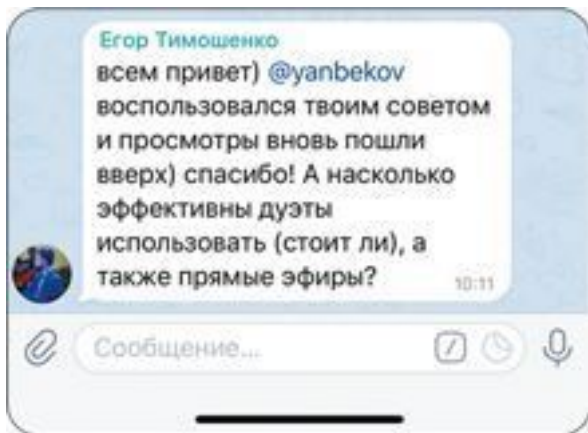 Егор Тимошенко
всем привет) @yanbekov
воспользовался твоим советом
и просмотры вновь пошли
вверх) спасибо! А насколько
эффективны дуэты
использовать (стоит ли), а
также прямые эфиры?
10:11
Сообщение...